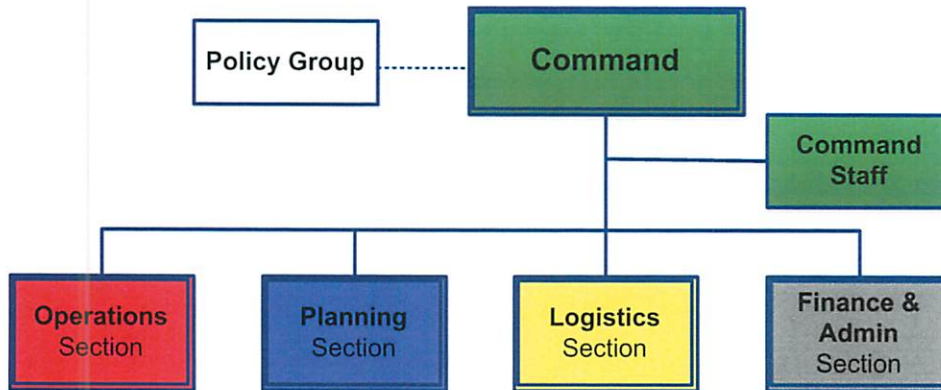 Policy Group
Command
Command
Staff
Operations
Section
Planning
Section
Logistics
Section
Finance &
Admin
Section